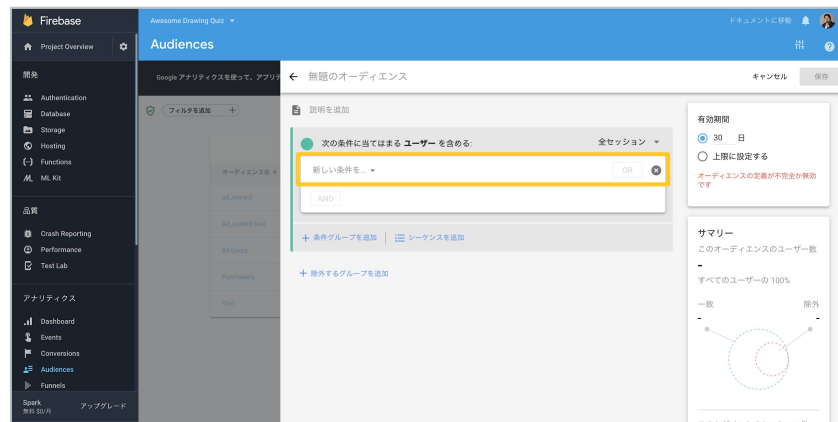 Firebase
Project Overview
開発
Authentication
Database
Storage
Hosting
Functions
ML Kit
品質
Crash Reporting
Performance
Test Lab
アナリティクス
Dashboard
Events
Conversions
Audiences
Funnels
Spark
無料 $0/月
アップグレード
Awesome Drawing Quiz
ドキュメントに移動
Audiences
Google アナリティクスを使って、アプリ
フィルタを追加
オーディエンス名
ad_reward
Ad_reward test
All Users
Purchasers
Test
無題のオーディエンス
キャンセル
保存
説明を追加
次の条件に当てはまる ユーザー を含める:
全セッション
新しい条件を...
OR
AND
条件グループを追加
シーケンスを追加
除外するグループを追加
有効期間
30 日
上限に設定する
オーディエンスの定義が不完全か無効
です
サマリー
このオーディエンスのユーザー数
-
すべてのユーザーの 100%
一致 除外
- -